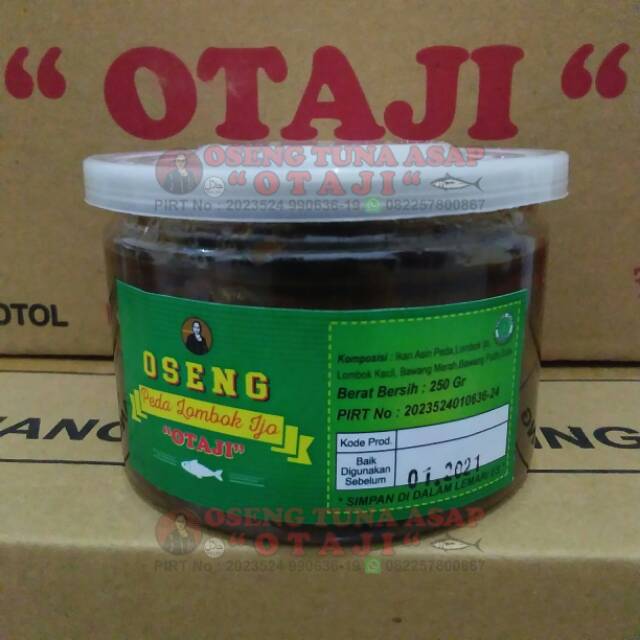 “ OTAJI “
OSENG TUNA ASAP
“OTAJI“
PIRT No : 2023524 990636-19 082257800867
OTOL
OSENG
Peda Lombok Ijo
“OTAJI”
Komposisi : Ikan Asin Peda, Lombok Ijo,
Lombok Kecil, Bawang Merah, Bawang Putih,
Berat Bersih : 250 Gr
PIRT No : 2023524010636-24
Kode Prod.
Baik
Digunakan
Sebelum
01.2021
* SIMPAN DI DALAM LEMARI ES *
OSENG TUNA ASAP
“OTAJI“
PIRT No : 2023524 990636-19 082257800867